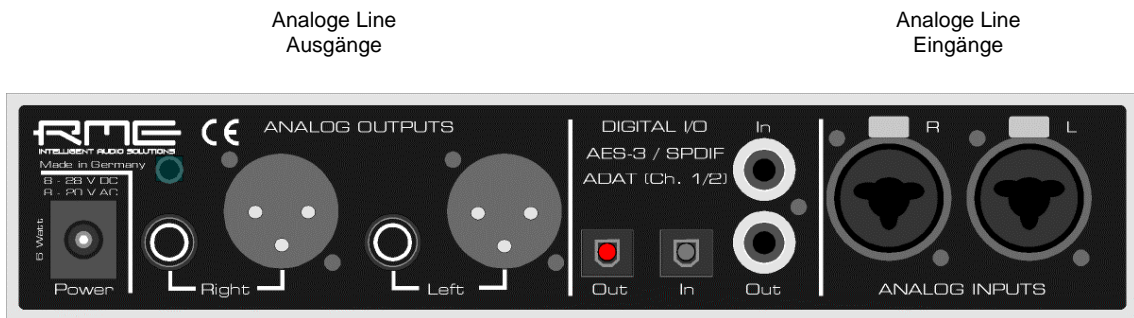 Analoge Line
Ausgänge
Analoge Line
Eingänge
RME
INTELLIGENT AUDIO SOLUTIONS
CE
ANALOG OUTPUTS
Made in Germany
8 - 28 V DC
8 - 20 V AC
5 Watt
Power
Right
Left
DIGITAL I/O
In
AES-3 / SPDIF
ADAT (Ch. 1/2)
Out
In
Out
R
L
ANALOG INPUTS